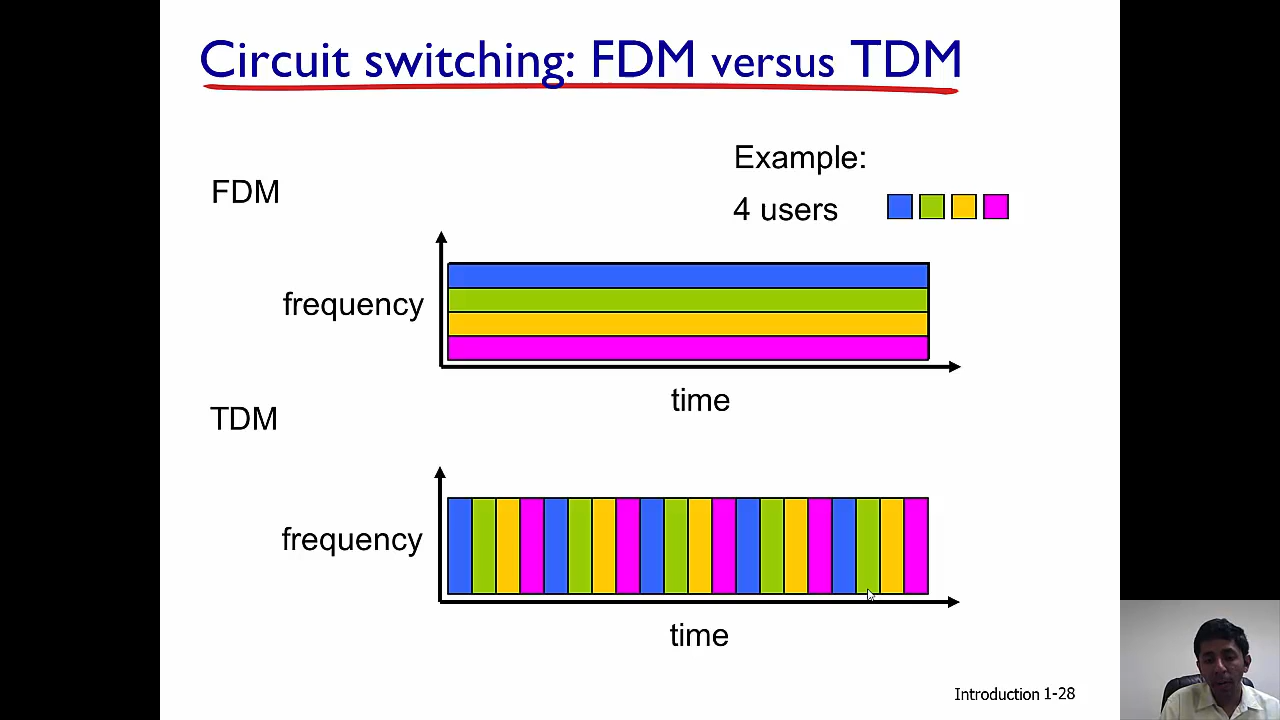 Circuit switching: FDM versus TDM
Example:
FDM
4 users
frequency
time
TDM
frequency
time
Introduction 1-28